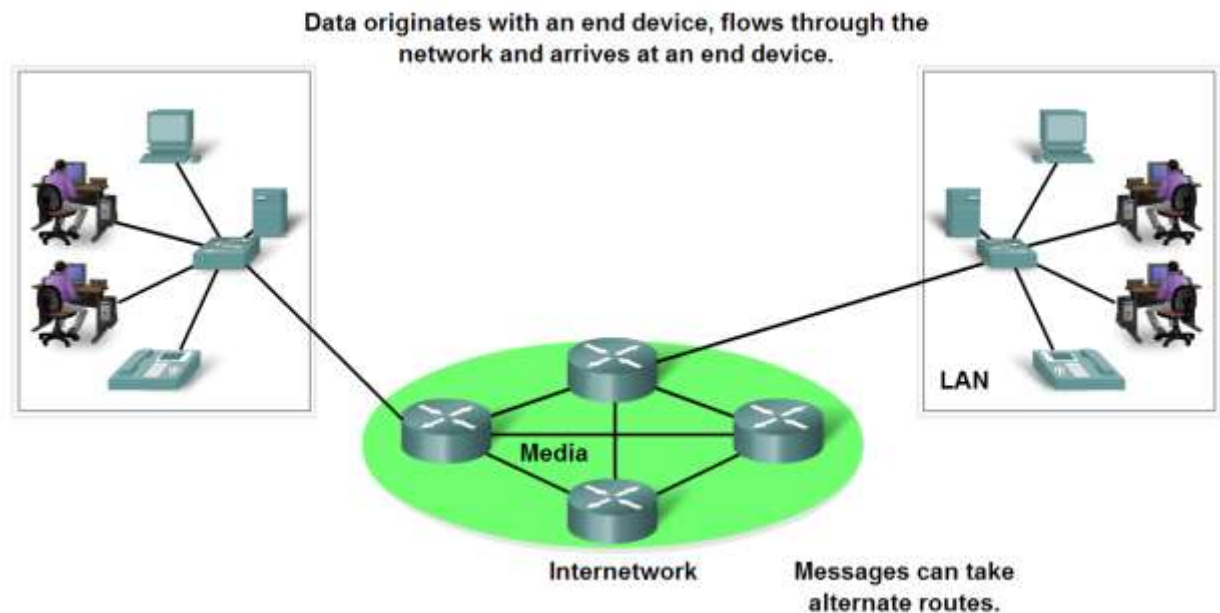 Data originates with an end device, flows through the
network and arrives at an end device.
LAN
Media
Internetwork
Messages can take
alternate routes.